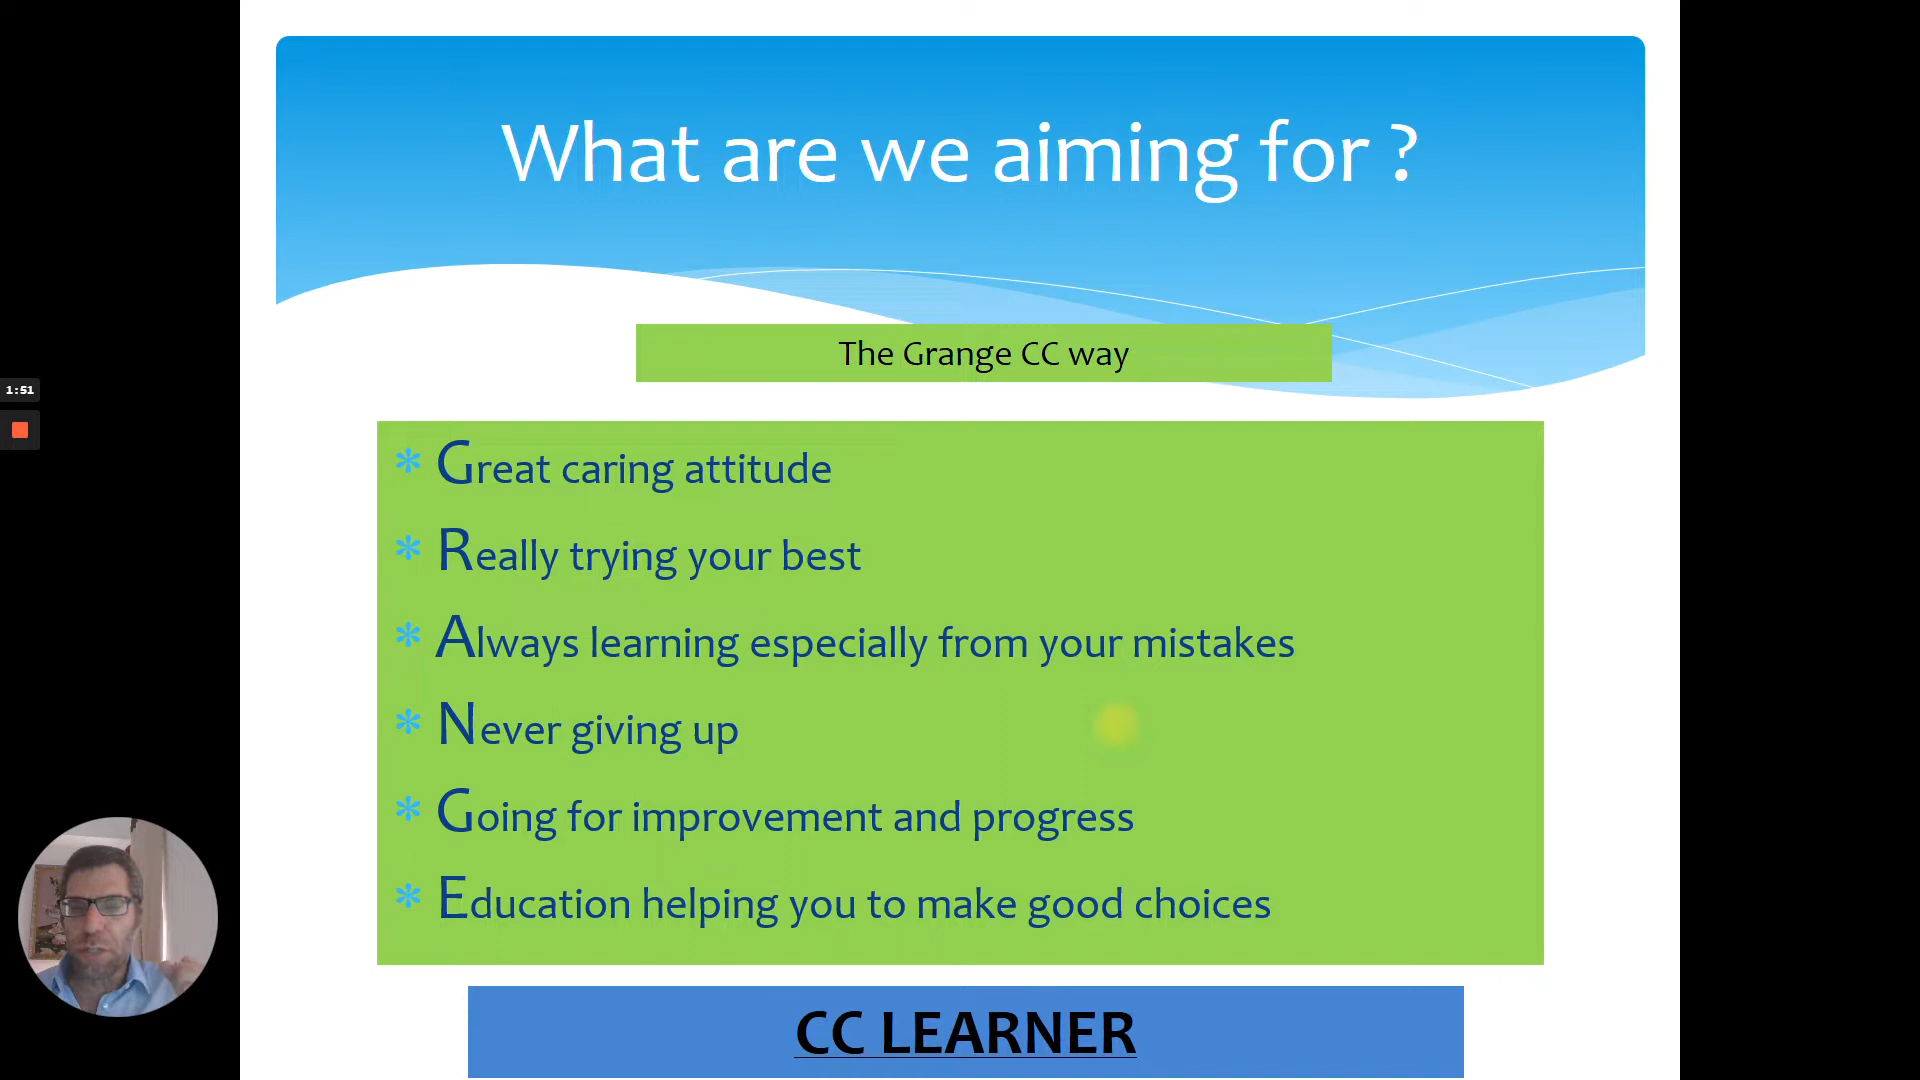 What are we aiming for ?
The Grange CC way
1:51
* Great caring attitude
* Really trying your best
* Always learning especially from your mistakes
* Never giving up
* Going for improvement and progress
* Education helping you to make good choices
CC LEARNER